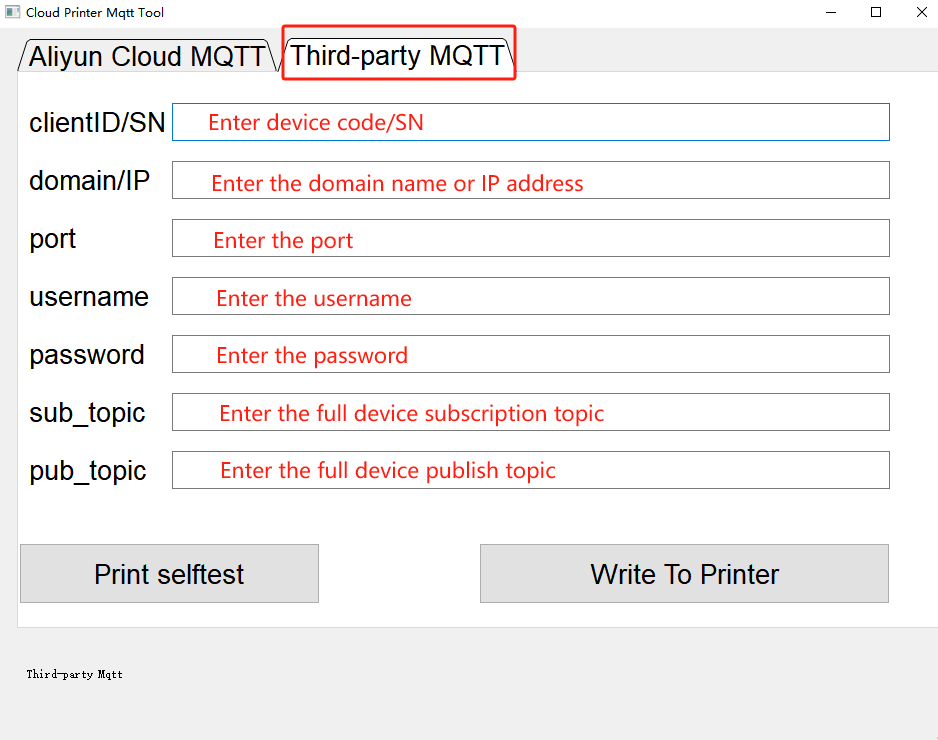 Cloud Printer Mqtt Tool
Aliyun Cloud MQTT Third-party MQTT
clientID/SN Enter device code/SN
domain/IP Enter the domain name or IP address
port Enter the port
username Enter the username
password Enter the password
sub_topic Enter the full device subscription topic
pub_topic Enter the full device publish topic
Print selftest Write To Printer
Third-party Mqtt